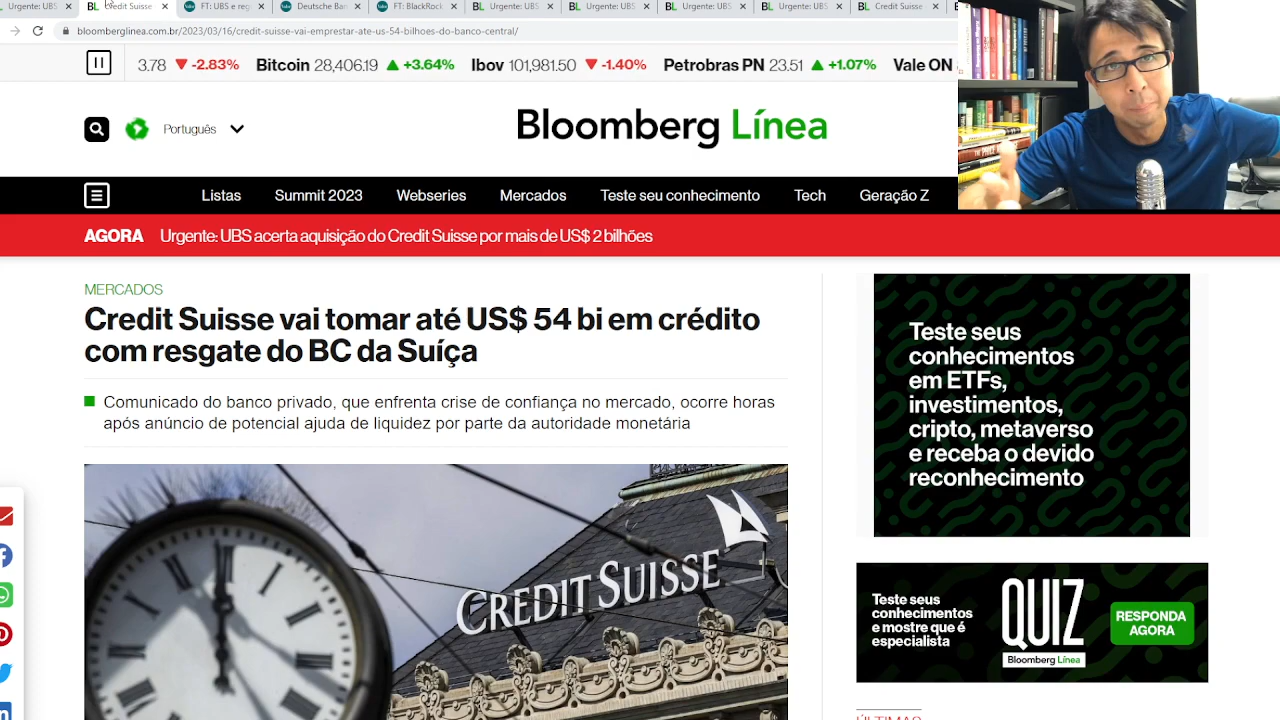 Urgente: UBS
Credit Suisse
FT: UBS e reg
Deutsche Ban
FT: BlackRock
Urgente: UBS
Urgente: UBS
Urgente: UBS
Urgente: UBS
Credit Suisse
bloomberglinea.com.br/2023/03/16/credit-suisse-vai-emprestar-ate-us-54-bilhoes-do-banco-central/
3.78 -2.83% Bitcoin 28,406.19 +3.64% Ibov 101,981.50 -1.40% Petrobras PN 23.51 +1.07% Vale ON
Português
Bloomberg Línea
Listas Summit 2023 Webseries Mercados Teste seu conhecimento Tech Geração Z
AGORA Urgente: UBS acerta aquisição do Credit Suisse por mais de US$ 2 bilhões
MERCADOS
Credit Suisse vai tomar até US$ 54 bi em crédito
com resgate do BC da Suíça
Comunicado do banco privado, que enfrenta crise de confiança no mercado, ocorre horas
após anúncio de potencial ajuda de liquidez por parte da autoridade monetária
CREDIT SUISSE
Teste seus
conhecimentos
em ETFs,
investimentos,
cripto, metaverso
e receba o devido
reconhecimento
Teste seus
conhecimentos
e mostre que é
especialista
QUIZ
Bloomberg Línea
RESPONDA
AGORA
ÚLTIMAS